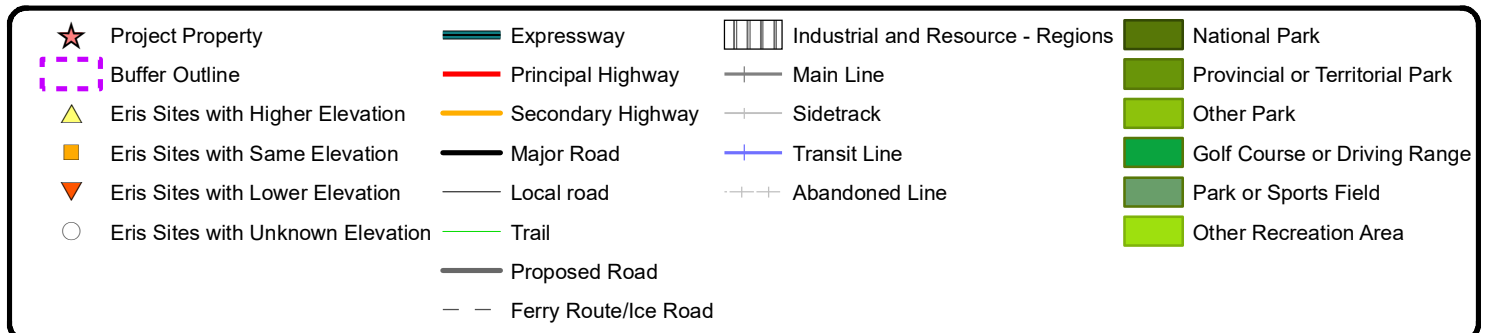 Project Property
Buffer Outline
Eris Sites with Higher Elevation
Eris Sites with Same Elevation
Eris Sites with Lower Elevation
Eris Sites with Unknown Elevation
Expressway
Principal Highway
Secondary Highway
Major Road
Local road
Trail
Proposed Road
Ferry Route/Ice Road
Industrial and Resource - Regions
Main Line
Sidetrack
Transit Line
Abandoned Line
National Park
Provincial or Territorial Park
Other Park
Golf Course or Driving Range
Park or Sports Field
Other Recreation Area